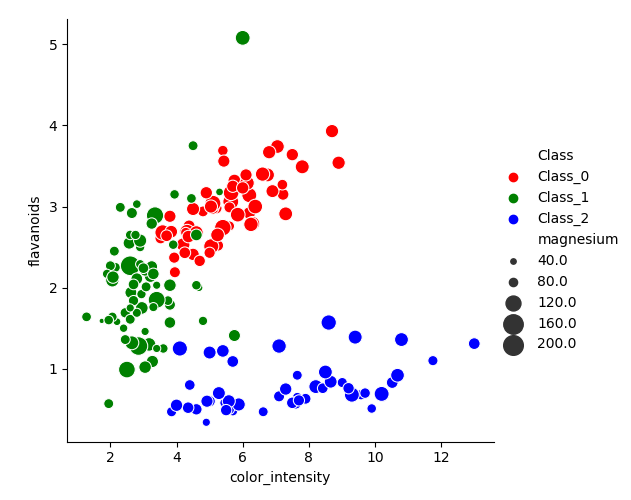 5
4
3
2
1
flavanoids
2
4
6
8
10
12
color_intensity
Class
Class_0
Class_1
Class_2
magnesium
40.0
80.0
120.0
160.0
200.0